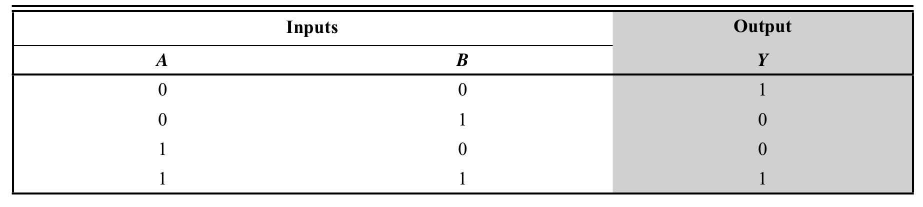 Inputs Output
A B Y
0 0 1
0 1 0
1 0 0
1 1 1